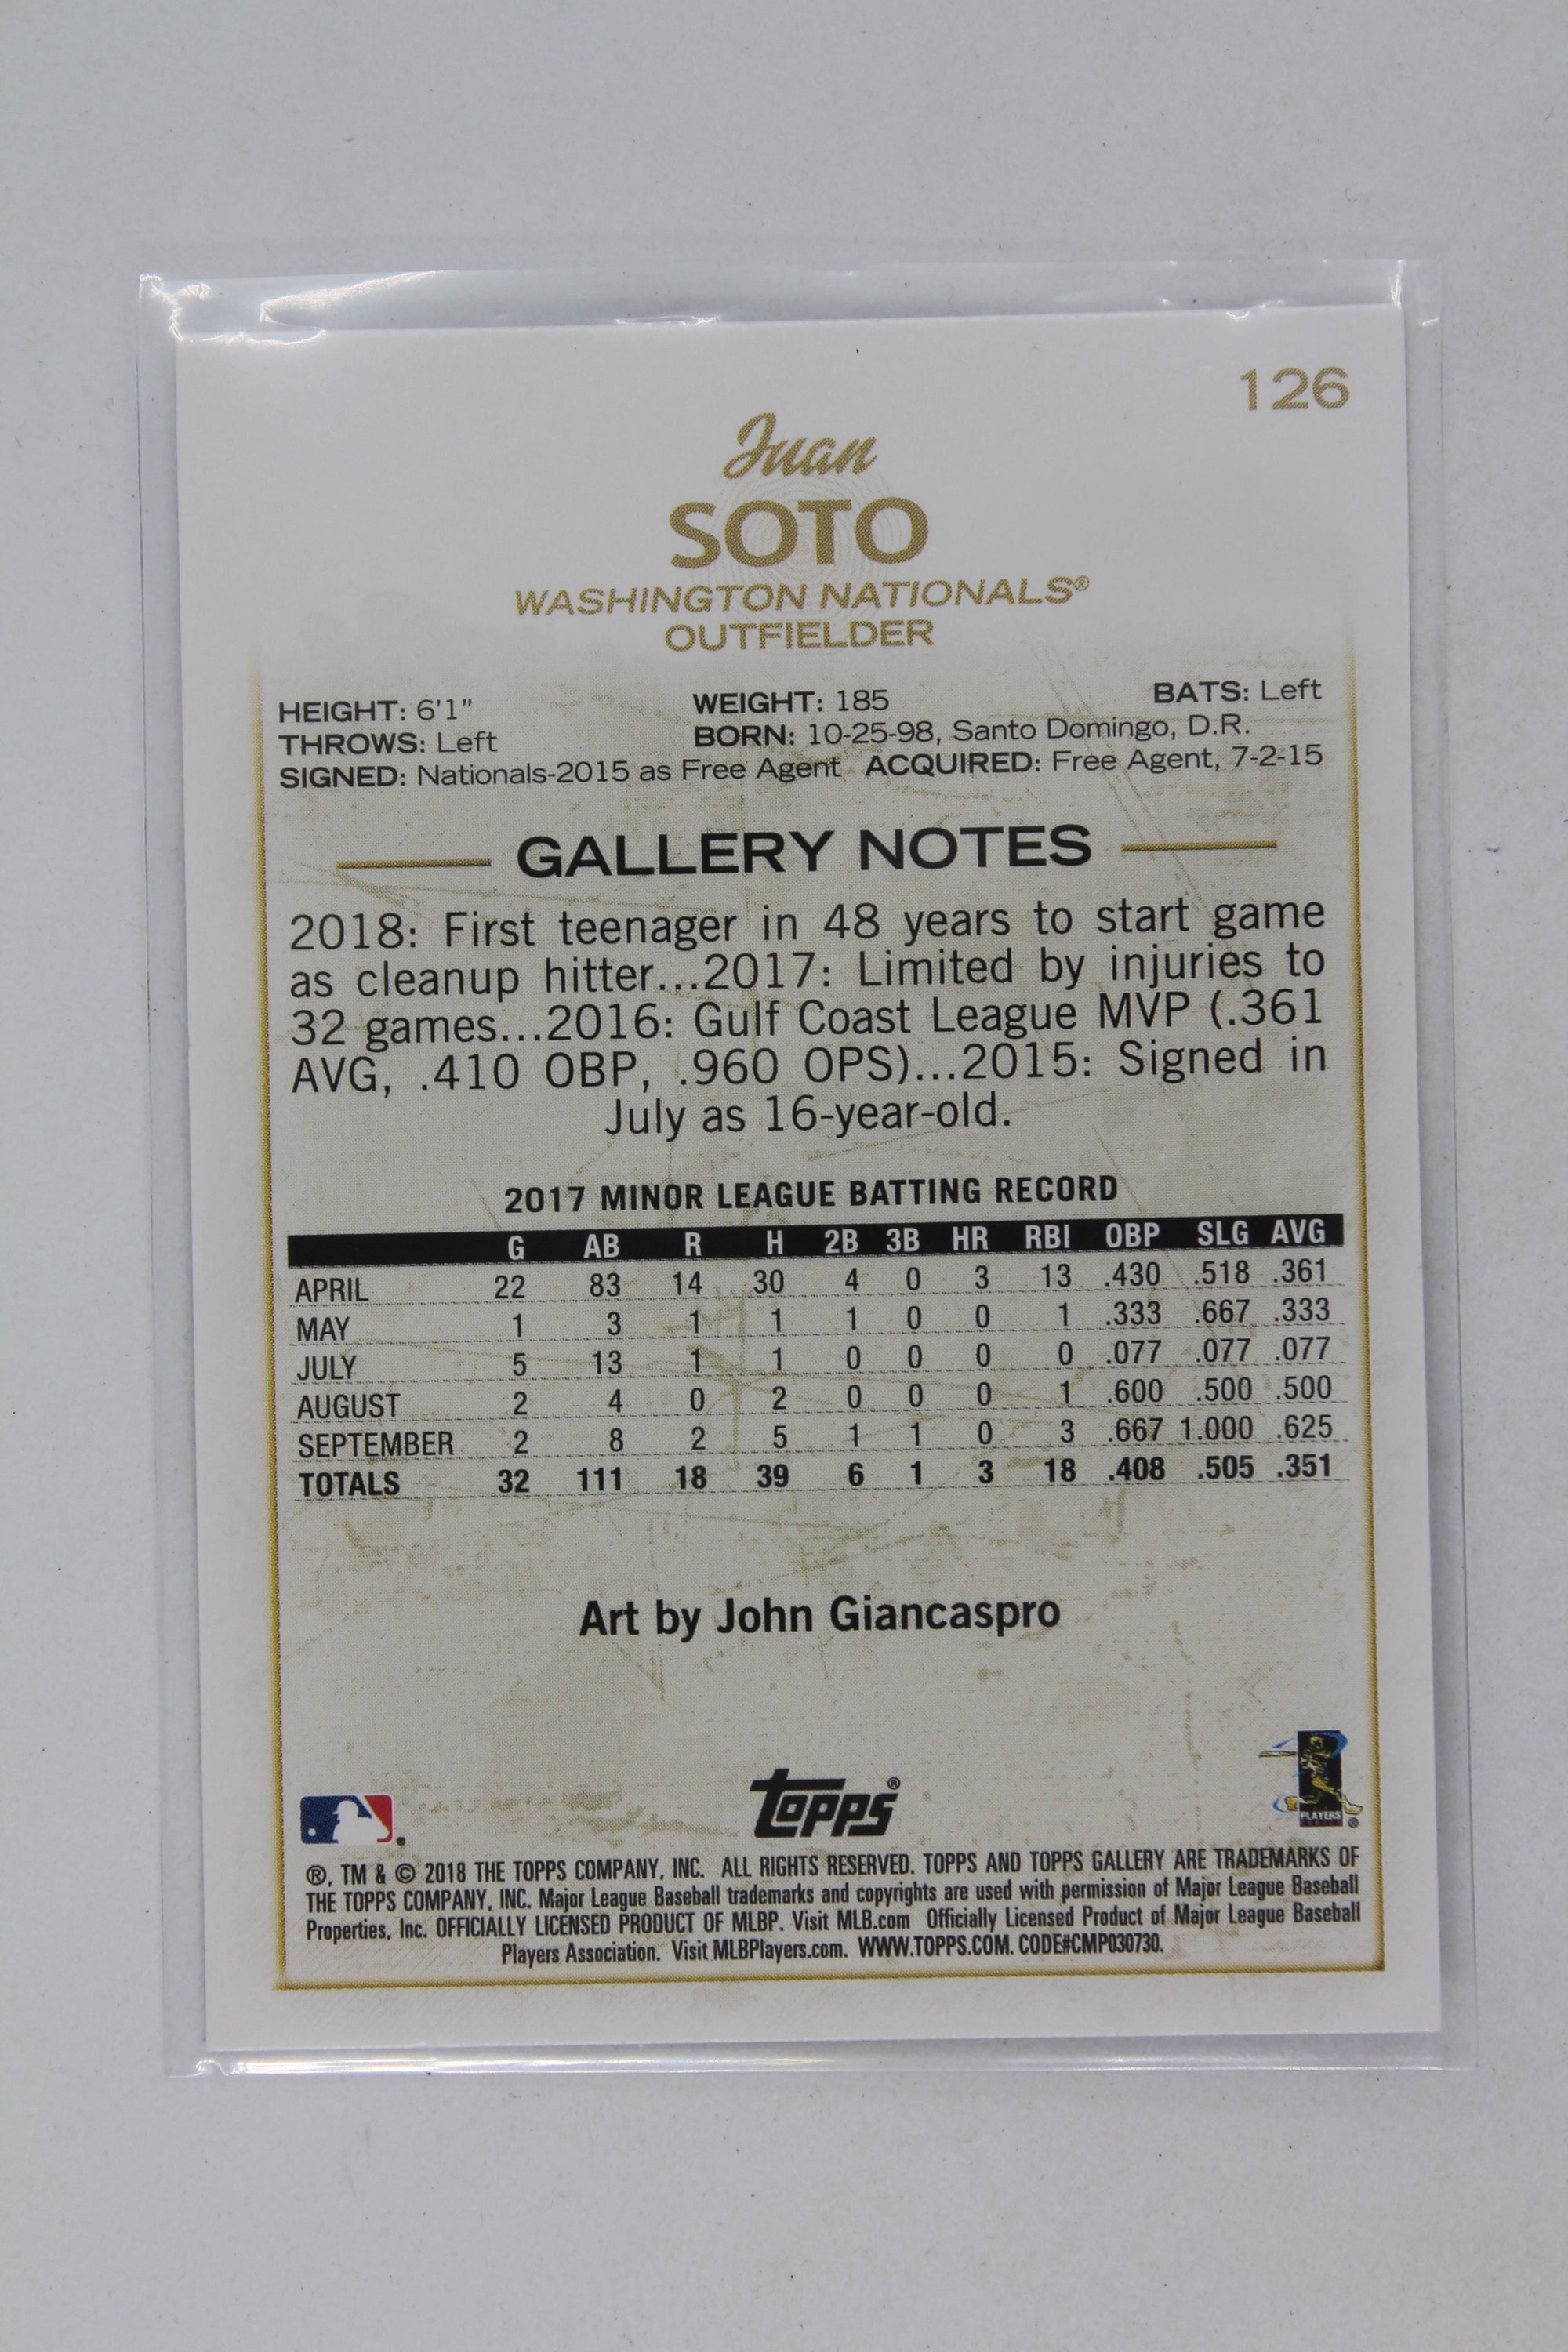 126
Juan
SOTO
WASHINGTON NATIONALS®
OUTFIELDER
HEIGHT: 6'1" WEIGHT: 185 BATS: Left
THROWS: Left BORN: 10-25-98, Santo Domingo, D.R.
SIGNED: Nationals-2015 as Free Agent ACQUIRED: Free Agent, 7-2-15
GALLERY NOTES
2018: First teenager in 48 years to start game
as cleanup hitter...2017: Limited by injuries to
32 games...2016: Gulf Coast League MVP (.361
AVG, .410 OBP, .960 OPS)...2015: Signed in
July as 16-year-old.
2017 MINOR LEAGUE BATTING RECORD
G AB R H 2B 3B HR RBI OBP SLG AVG
APRIL 22 83 14 30 4 0 3 13 .430 .518 .361
MAY 1 3 1 1 1 0 0 1 .333 .667 .333
JULY 5 13 1 1 0 0 0 0 .077 .077 .077
AUGUST 2 4 0 2 0 0 0 1 .600 .500 .500
SEPTEMBER 2 8 2 5 1 1 0 3 .667 1.000 .625
TOTALS 32 111 18 39 6 1 3 18 .408 .505 .351
Art by John Giancaspro
Topps®
PLAYERS
®, TM & © 2018 THE TOPPS COMPANY, INC. ALL RIGHTS RESERVED. TOPPS AND TOPPS GALLERY ARE TRADEMARKS OF
THE TOPPS COMPANY, INC. Major League Baseball trademarks and copyrights are used with permission of Major League Baseball
Properties, Inc. OFFICIALLY LICENSED PRODUCT OF MLBP. Visit MLB.com Officially Licensed Product of Major League Baseball
Players Association. Visit MLBPlayers.com. WWW.TOPPS.COM. CODE#CMP030730.